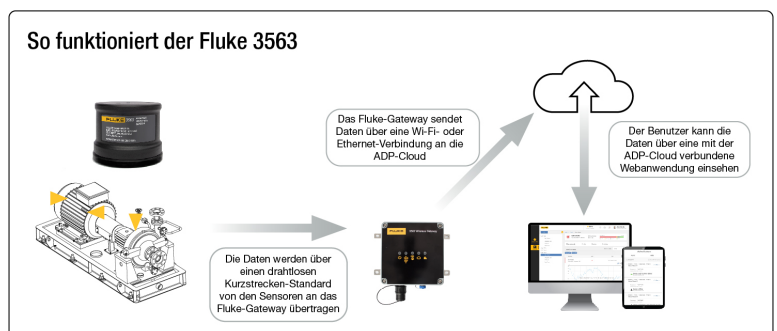 So funktioniert der Fluke 3563
FLUKE
Das Fluke-Gateway sendet
Daten über eine Wi-Fi- oder
Ethernet-Verbindung an die
ADP-Cloud
Der Benutzer kann die
Daten über eine mit der
ADP-Cloud verbundene
Webanwendung einsehen
FLUKE
Die Daten werden über
einen drahtlosen
Kurzstrecken-Standard
von den Sensoren an das
Fluke-Gateway übertragen